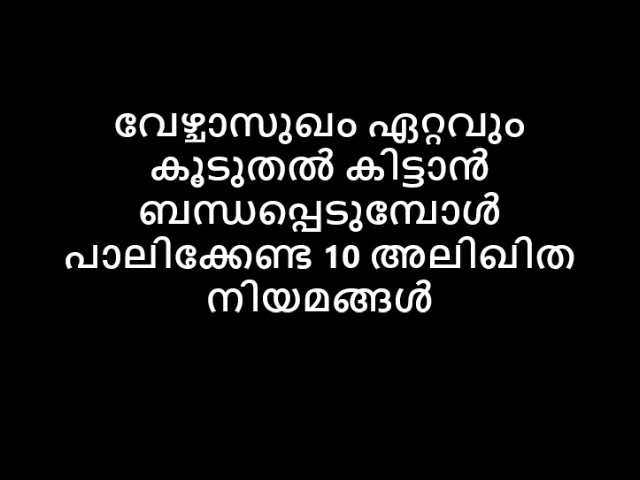 വേഴ്ചാസുഖം ഏറ്റവും
കൂടുതൽ കിട്ടാൻ
ബന്ധപ്പെടുമ്പോൾ
പാലിക്കേണ്ട 10 അലിഖിത
നിയമങ്ങൾ